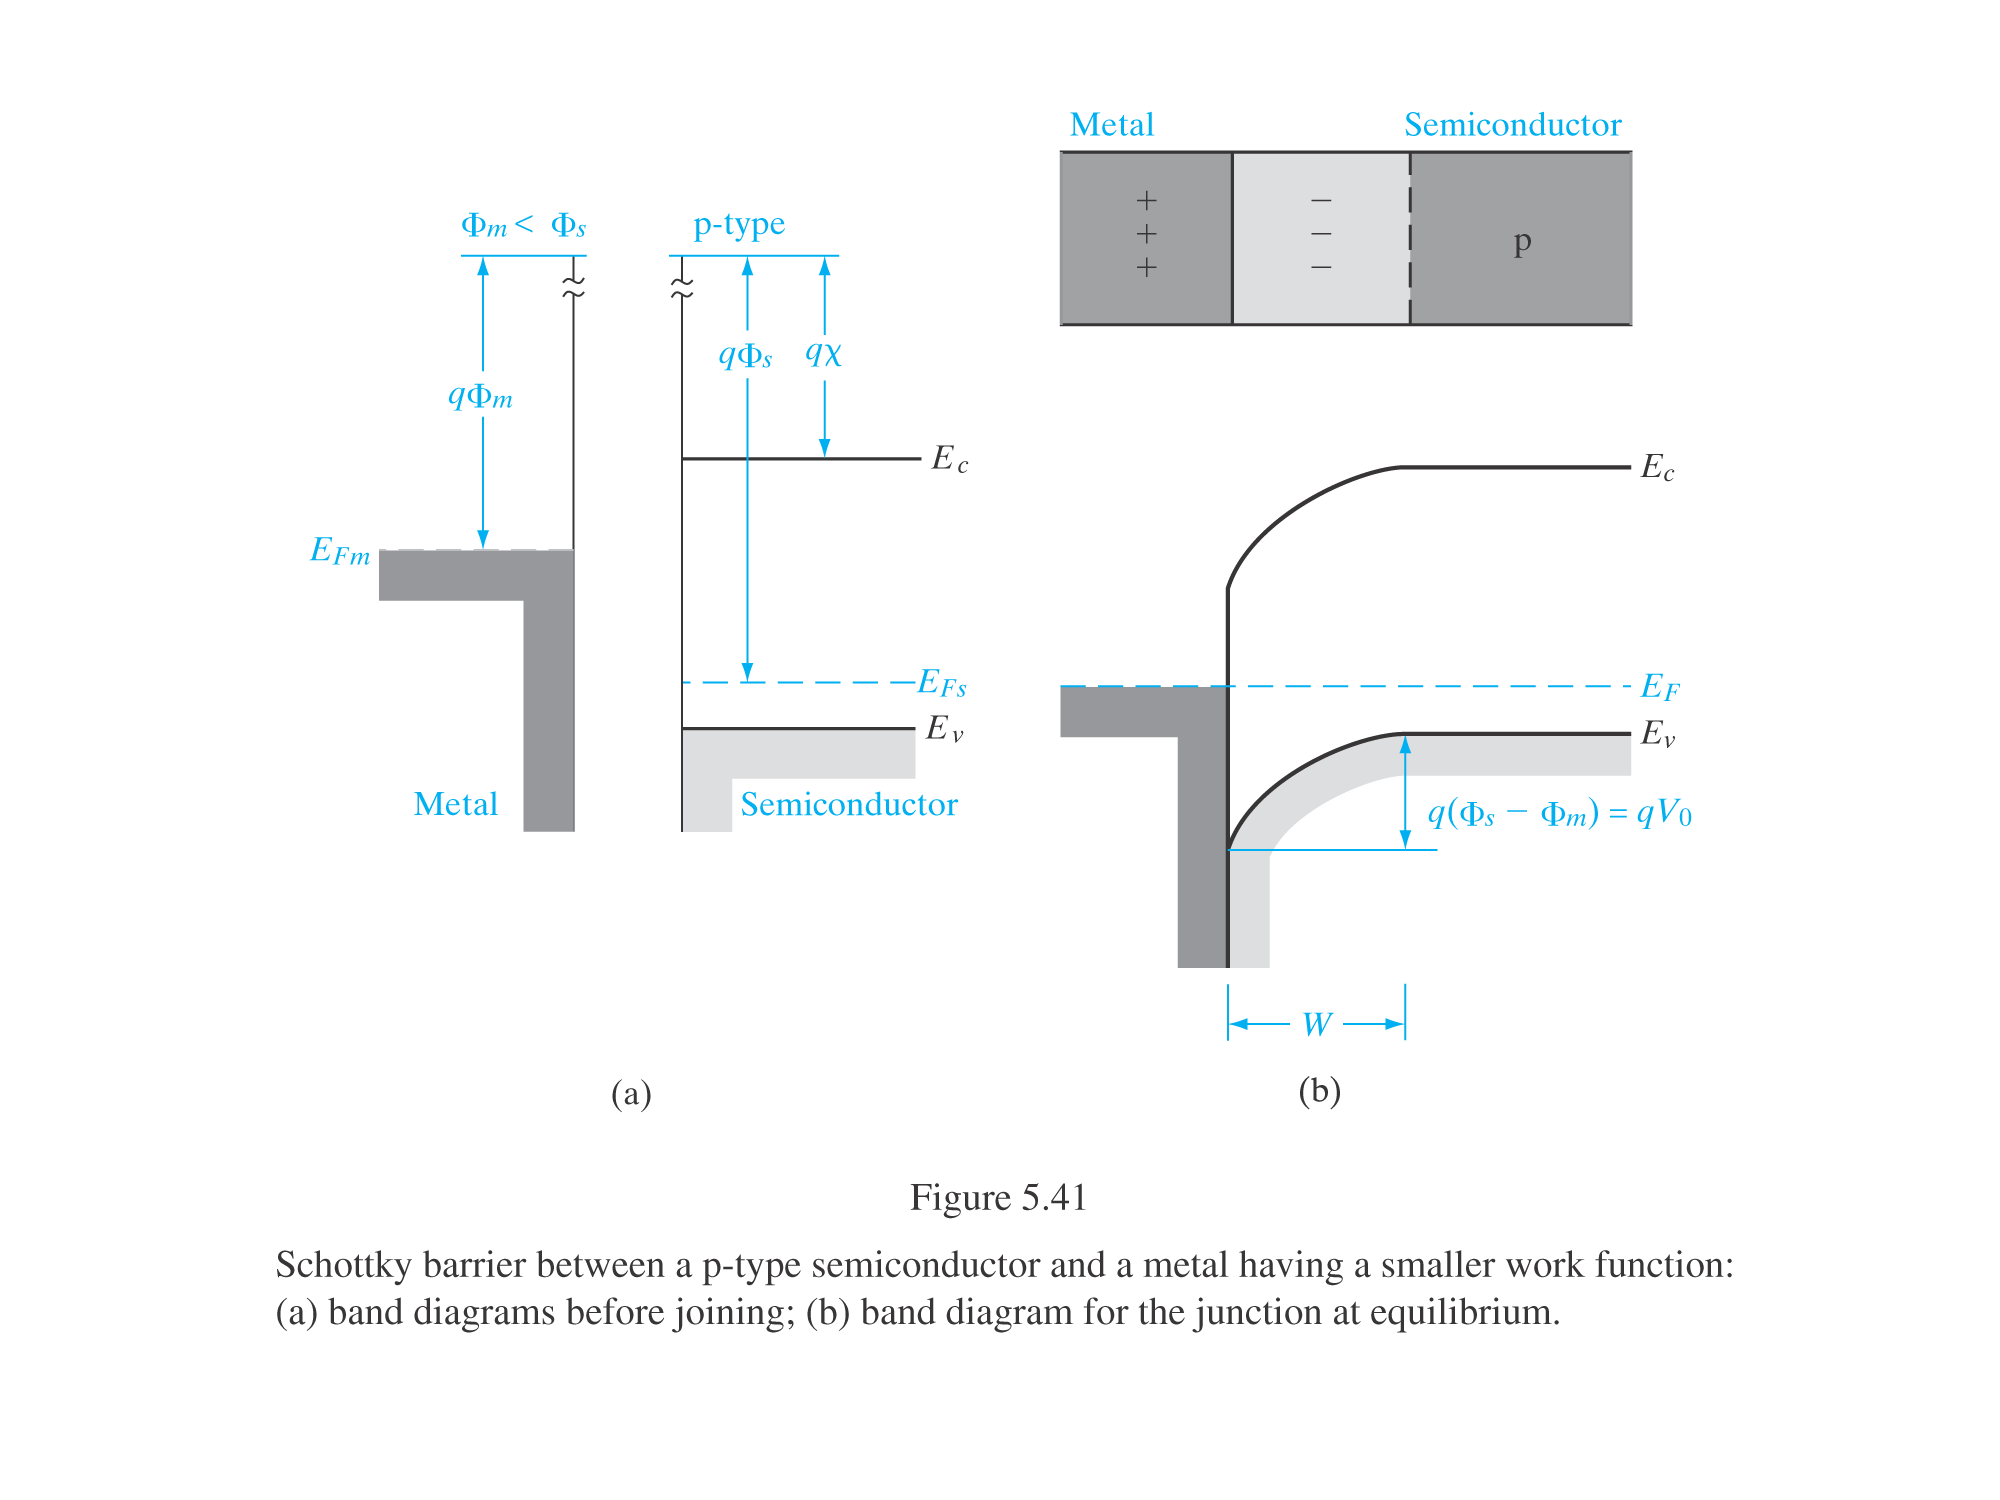 Φm < Φs
p-type
qΦs
qχ
qΦm
Ec
EFm
EFs
Ev
Metal
Semiconductor
(a)
Metal
Semiconductor
+
+
+
−
−
−
p
Ec
EF
Ev
q(Φs − Φm) = qV0
W
(b)
Figure 5.41
Schottky barrier between a p-type semiconductor and a metal having a smaller work function:
(a) band diagrams before joining; (b) band diagram for the junction at equilibrium.